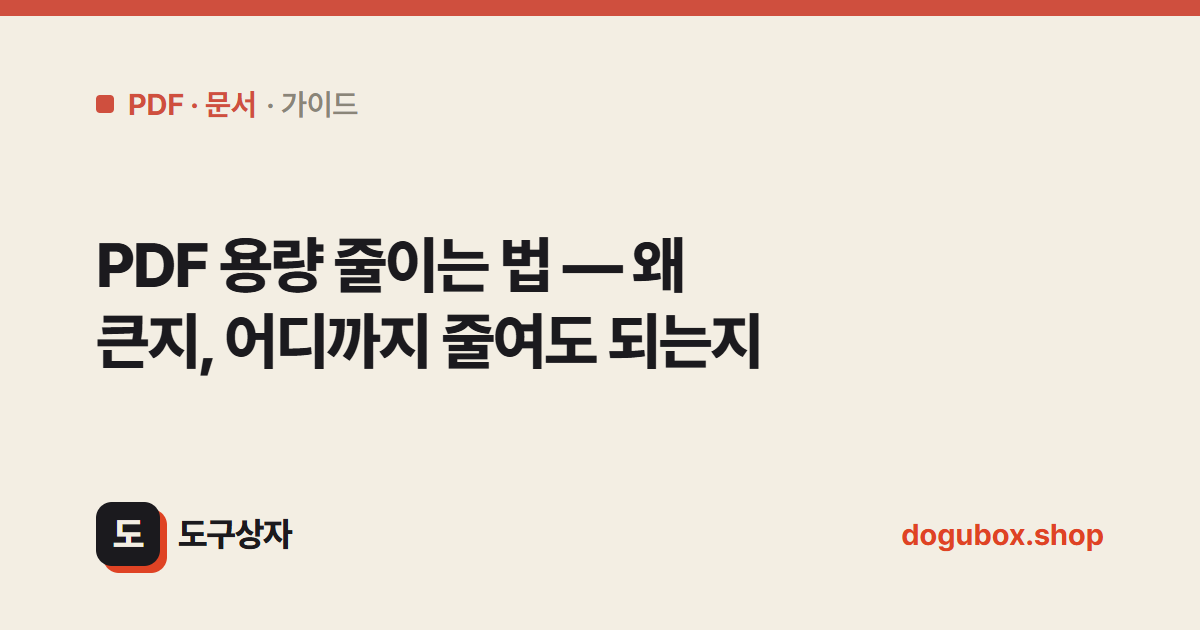 PDF · 문서 · 가이드
PDF 용량 줄이는 법 — 왜
큰지, 어디까지 줄여도 되는지
도 도구상자
dogubox.shop